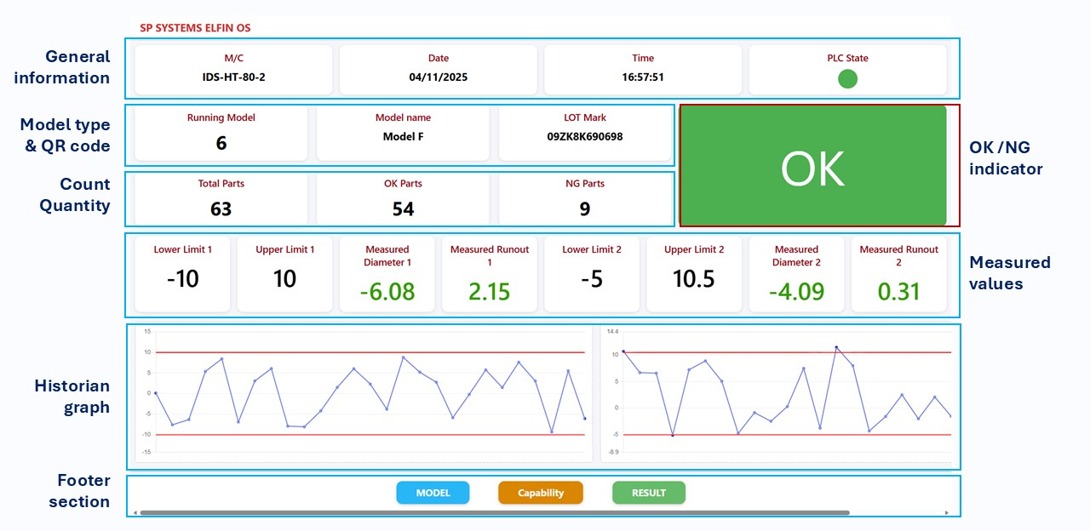 SP SYSTEMS ELFIN OS
General
information
M/C
IDS-HT-80-2
Date
04/11/2025
Time
16:57:51
PLC State
Model type
& QR code
Running Model
6
Model name
Model F
LOT Mark
09ZK8K690698
OK
OK /NG
indicator
Count
Quantity
Total Parts
63
OK Parts
54
NG Parts
9
Lower Limit 1
-10
Upper Limit 1
10
Measured
Diameter 1
-6.08
Measured Runout
1
2.15
Lower Limit 2
-5
Upper Limit 2
10.5
Measured
Diameter 2
-4.09
Measured Runout
2
0.31
Measured
values
Historian
graph
15
10
5
0
-5
-10
-15
14.4
10
5
0
-5
-8.9
Footer
section
MODEL
Capability
RESULT